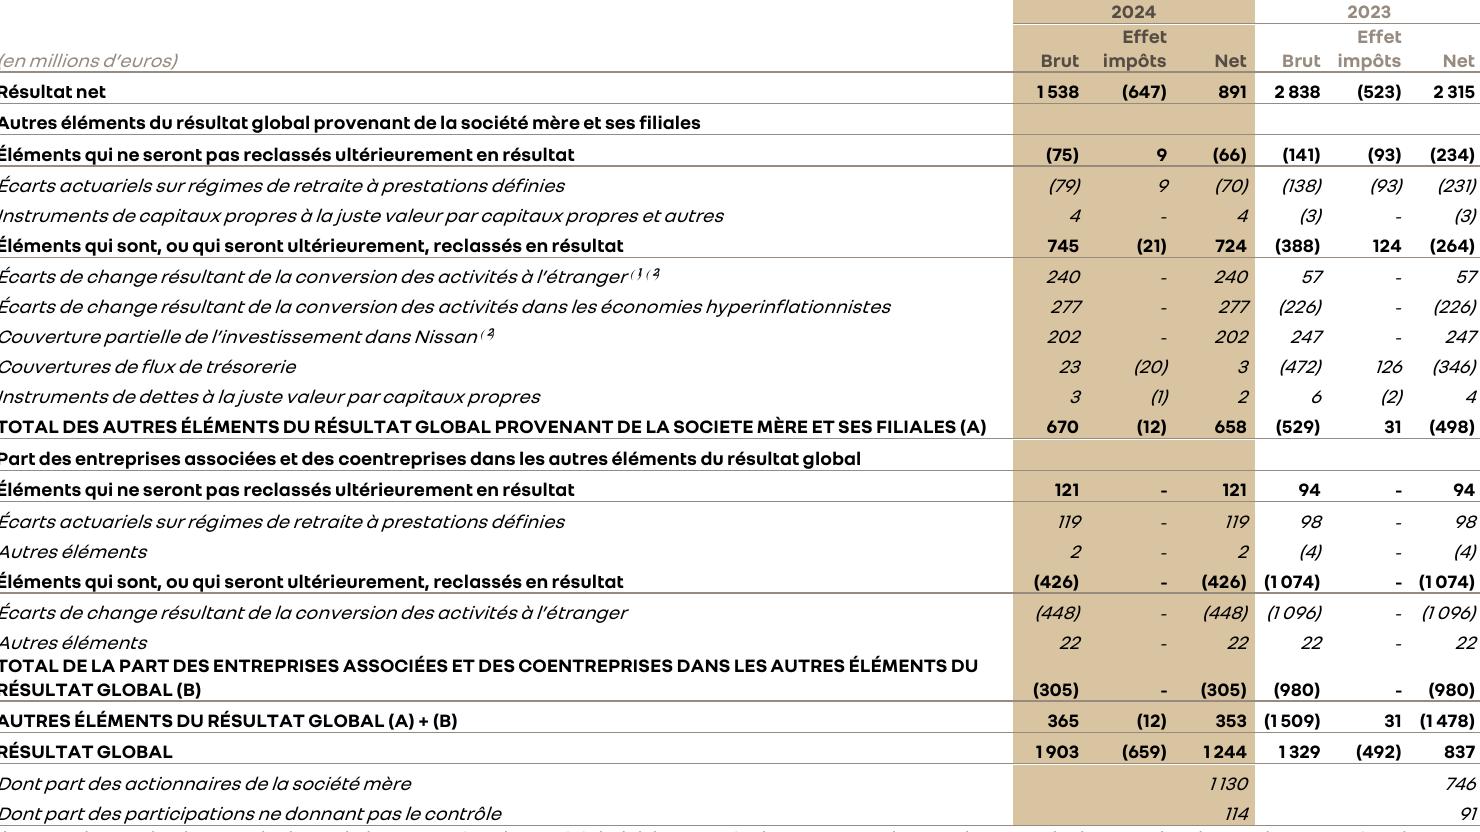 2024 2023
Effet Effet
(en millions d'euros) Brut impôts Net Brut impôts Net
Résultat net 1 538 (647) 891 2 838 (523) 2 315
Autres éléments du résultat global provenant de la société mère et ses filiales
Éléments qui ne seront pas reclassés ultérieurement en résultat (75) 9 (66) (141) (93) (234)
Écarts actuariels sur régimes de retraite à prestations définies (79) 9 (70) (138) (93) (231)
Instruments de capitaux propres à la juste valeur par capitaux propres et autres 4 - 4 (3) - (3)
Éléments qui sont, ou qui seront ultérieurement, reclassés en résultat 745 (21) 724 (388) 124 (264)
Écarts de change résultant de la conversion des activités à l'étranger (1) (2) 240 - 240 57 - 57
Écarts de change résultant de la conversion des activités dans les économies hyperinflationnistes 277 - 277 (226) - (226)
Couverture partielle de l'investissement dans Nissan (2) 202 - 202 247 - 247
Couvertures de flux de trésorerie 23 (20) 3 (472) 126 (346)
Instruments de dettes à la juste valeur par capitaux propres 3 (1) 2 6 (2) 4
TOTAL DES AUTRES ÉLÉMENTS DU RÉSULTAT GLOBAL PROVENANT DE LA SOCIETE MÈRE ET SES FILIALES (A) 670 (12) 658 (529) 31 (498)
Part des entreprises associées et des coentreprises dans les autres éléments du résultat global
Éléments qui ne seront pas reclassés ultérieurement en résultat 121 - 121 94 - 94
Écarts actuariels sur régimes de retraite à prestations définies 119 - 119 98 - 98
Autres éléments 2 - 2 (4) - (4)
Éléments qui sont, ou qui seront ultérieurement, reclassés en résultat (426) - (426) (1 074) - (1 074)
Écarts de change résultant de la conversion des activités à l'étranger (448) - (448) (1 096) - (1 096)
Autres éléments 22 - 22 22 - 22
TOTAL DE LA PART DES ENTREPRISES ASSOCIÉES ET DES COENTREPRISES DANS LES AUTRES ÉLÉMENTS DU
RÉSULTAT GLOBAL (B) (305) - (305) (980) - (980)
AUTRES ÉLÉMENTS DU RÉSULTAT GLOBAL (A) + (B) 365 (12) 353 (1 509) 31 (1 478)
RÉSULTAT GLOBAL 1 903 (659) 1 244 1 329 (492) 837
Dont part des actionnaires de la société mère 1 130 746
Dont part des participations ne donnant pas le contrôle 114 91